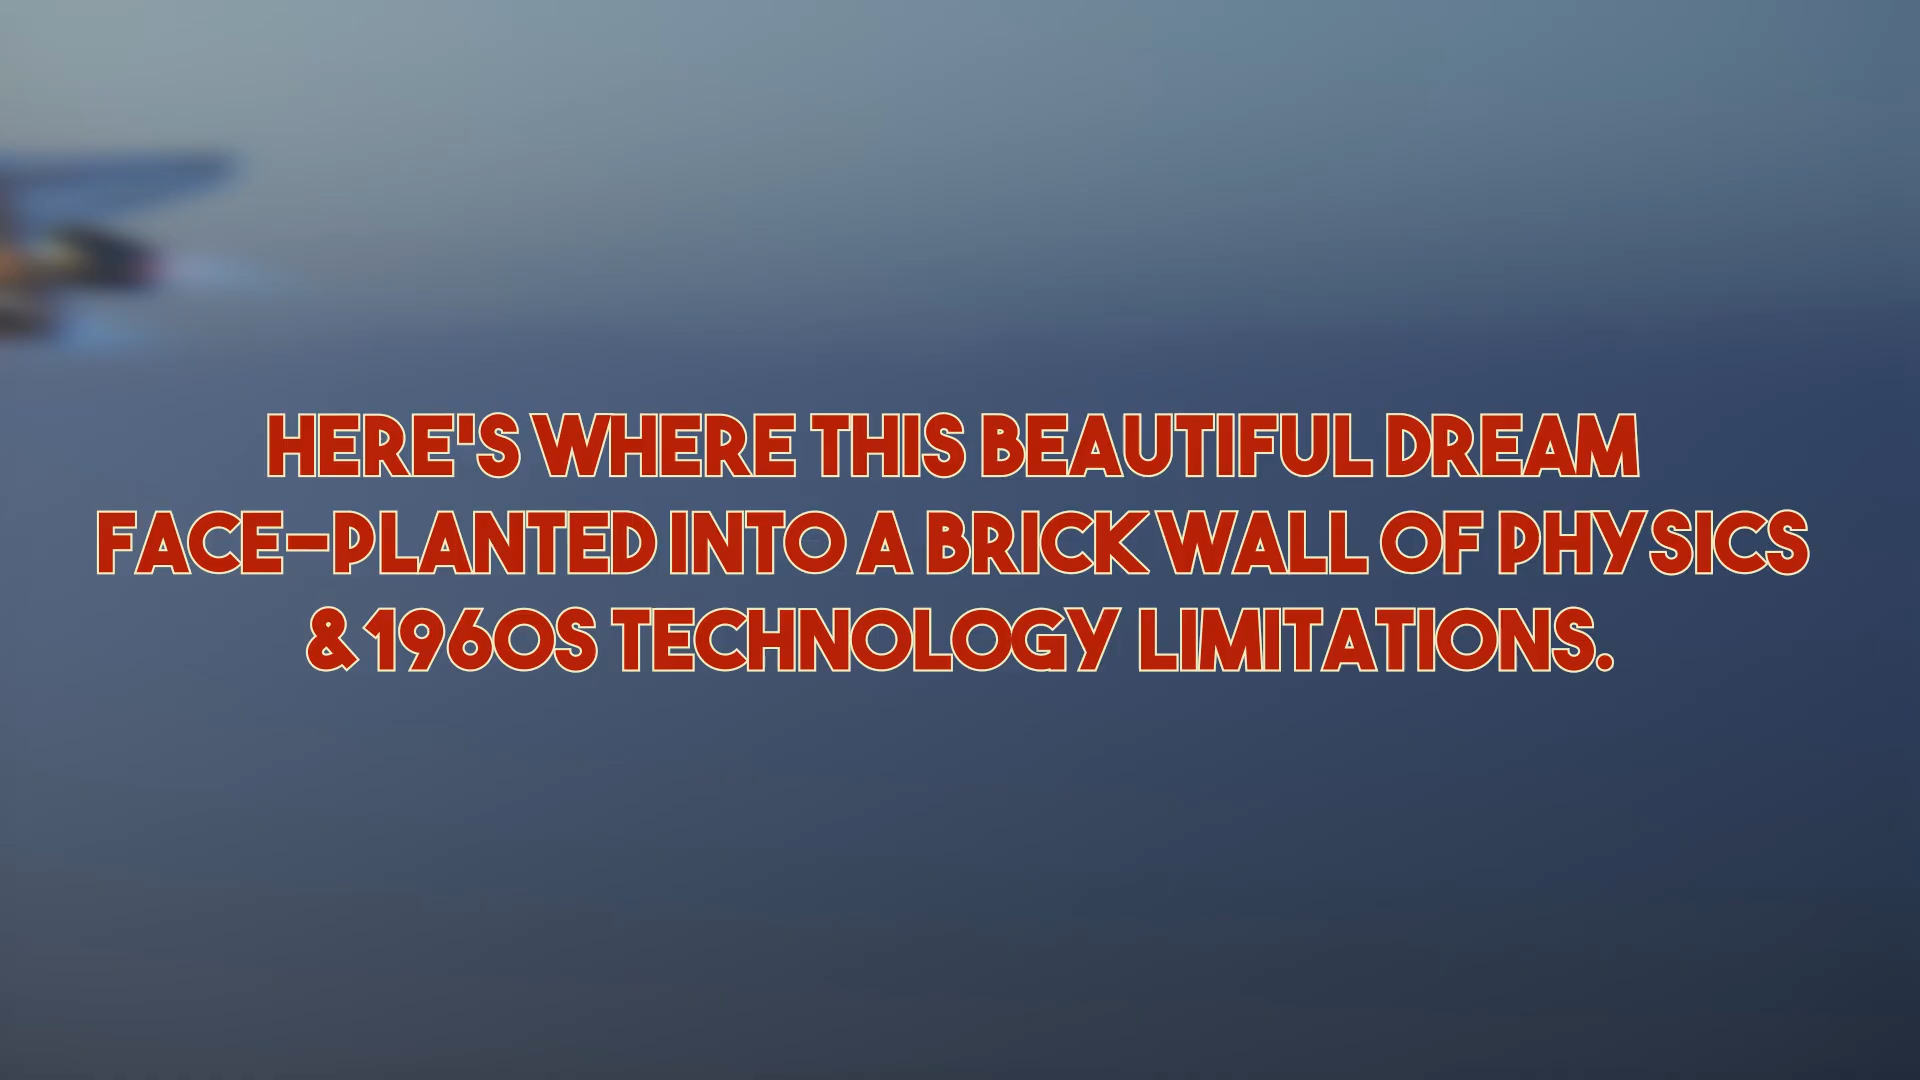 HERE'S WHERE THIS BEAUTIFUL DREAM
FACE-PLANTED INTO A BRICK WALL OF PHYSICS
& 1960S TECHNOLOGY LIMITATIONS.